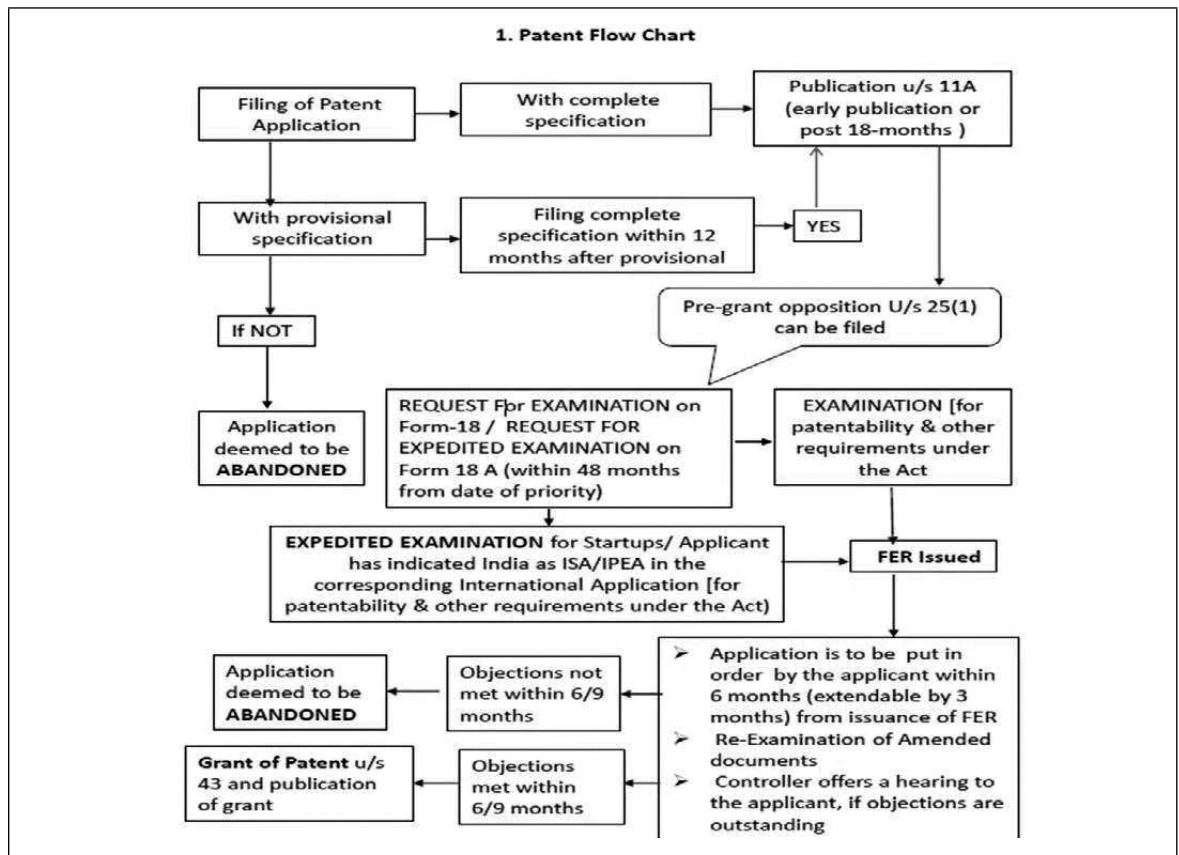 1. Patent Flow Chart
Filing of Patent
Application
With complete
specification
Publication u/s 11A
(early publication or
post 18-months )
With provisional
specification
Filing complete
specification within 12
months after provisional
YES
If NOT
Pre-grant opposition U/s 25(1)
can be filed
Application
deemed to be
ABANDONED
REQUEST For EXAMINATION on
Form-18 / REQUEST FOR
EXPEDITED EXAMINATION on
Form 18 A (within 48 months
from date of priority)
EXAMINATION [for
patentability & other
requirements under
the Act
EXPEDITED EXAMINATION for Startups/ Applicant
has indicated India as ISA/IPEA in the
corresponding International Application [for
patentability & other requirements under the Act)
FER Issued
➢ Application is to be put in
order by the applicant within
6 months (extendable by 3
months) from issuance of FER
➢ Re-Examination of Amended
documents
➢ Controller offers a hearing to
the applicant, if objections are
outstanding
Objections not
met within 6/9
months
Application
deemed to be
ABANDONED
Objections
met within
6/9 months
Grant of Patent u/s
43 and publication
of grant